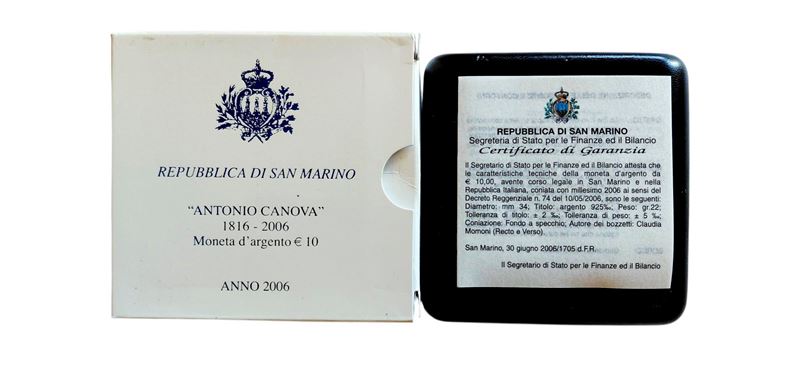 REPUBBLICA DI SAN MARINO
"ANTONIO CANOVA"
1816 - 2006
Moneta d'argento € 10
ANNO 2006
REPUBBLICA DI SAN MARINO
Segreteria di Stato per le Finanze ed il Bilancio
Certificato di Garanzia
Il Segretario di Stato per le Finanze ed il Bilancio attesta che
le caratteristiche tecniche della moneta d'argento da
€ 10,00, avente corso legale in San Marino e nella
Repubblica Italiana, coniata con millesimo 2006 ai sensi del
Decreto Reggenziale n. 74 del 10/05/2006, sono le seguenti:
Diametro: mm 34; Titolo: argento 925‰; Peso: gr.22;
Tolleranza di titolo: ± 2 ‰; Tolleranza di peso: ± 5 ‰;
Coniazione: Fondo a specchio; Autore dei bozzetti: Claudia
Momoni (Recto e Verso).
San Marino, 30 giugno 2006/1705 d.F.R.
Il Segretario di Stato per le Finanze ed il Bilancio